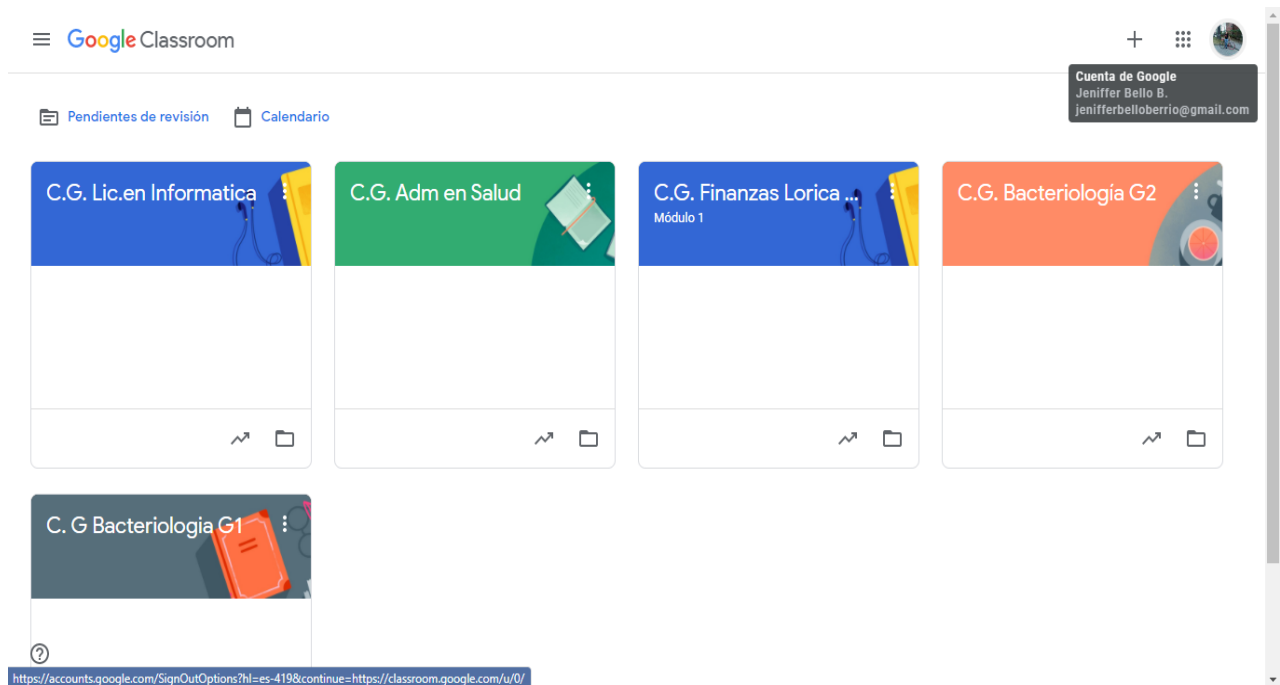 Google Classroom
Cuenta de Google
Jeniffer Bello B.
jenifferbelloberrio@gmail.com
Pendientes de revisión
Calendario
C.G. Lic.en Informatica
C.G. Adm en Salud
C.G. Finanzas Lorica ...
Módulo 1
C.G. Bacteriología G2
C. G Bacteriologia G1
https://accounts.google.com/SignOutOptions?hl=es-419&continue=https://classroom.google.com/u/0/